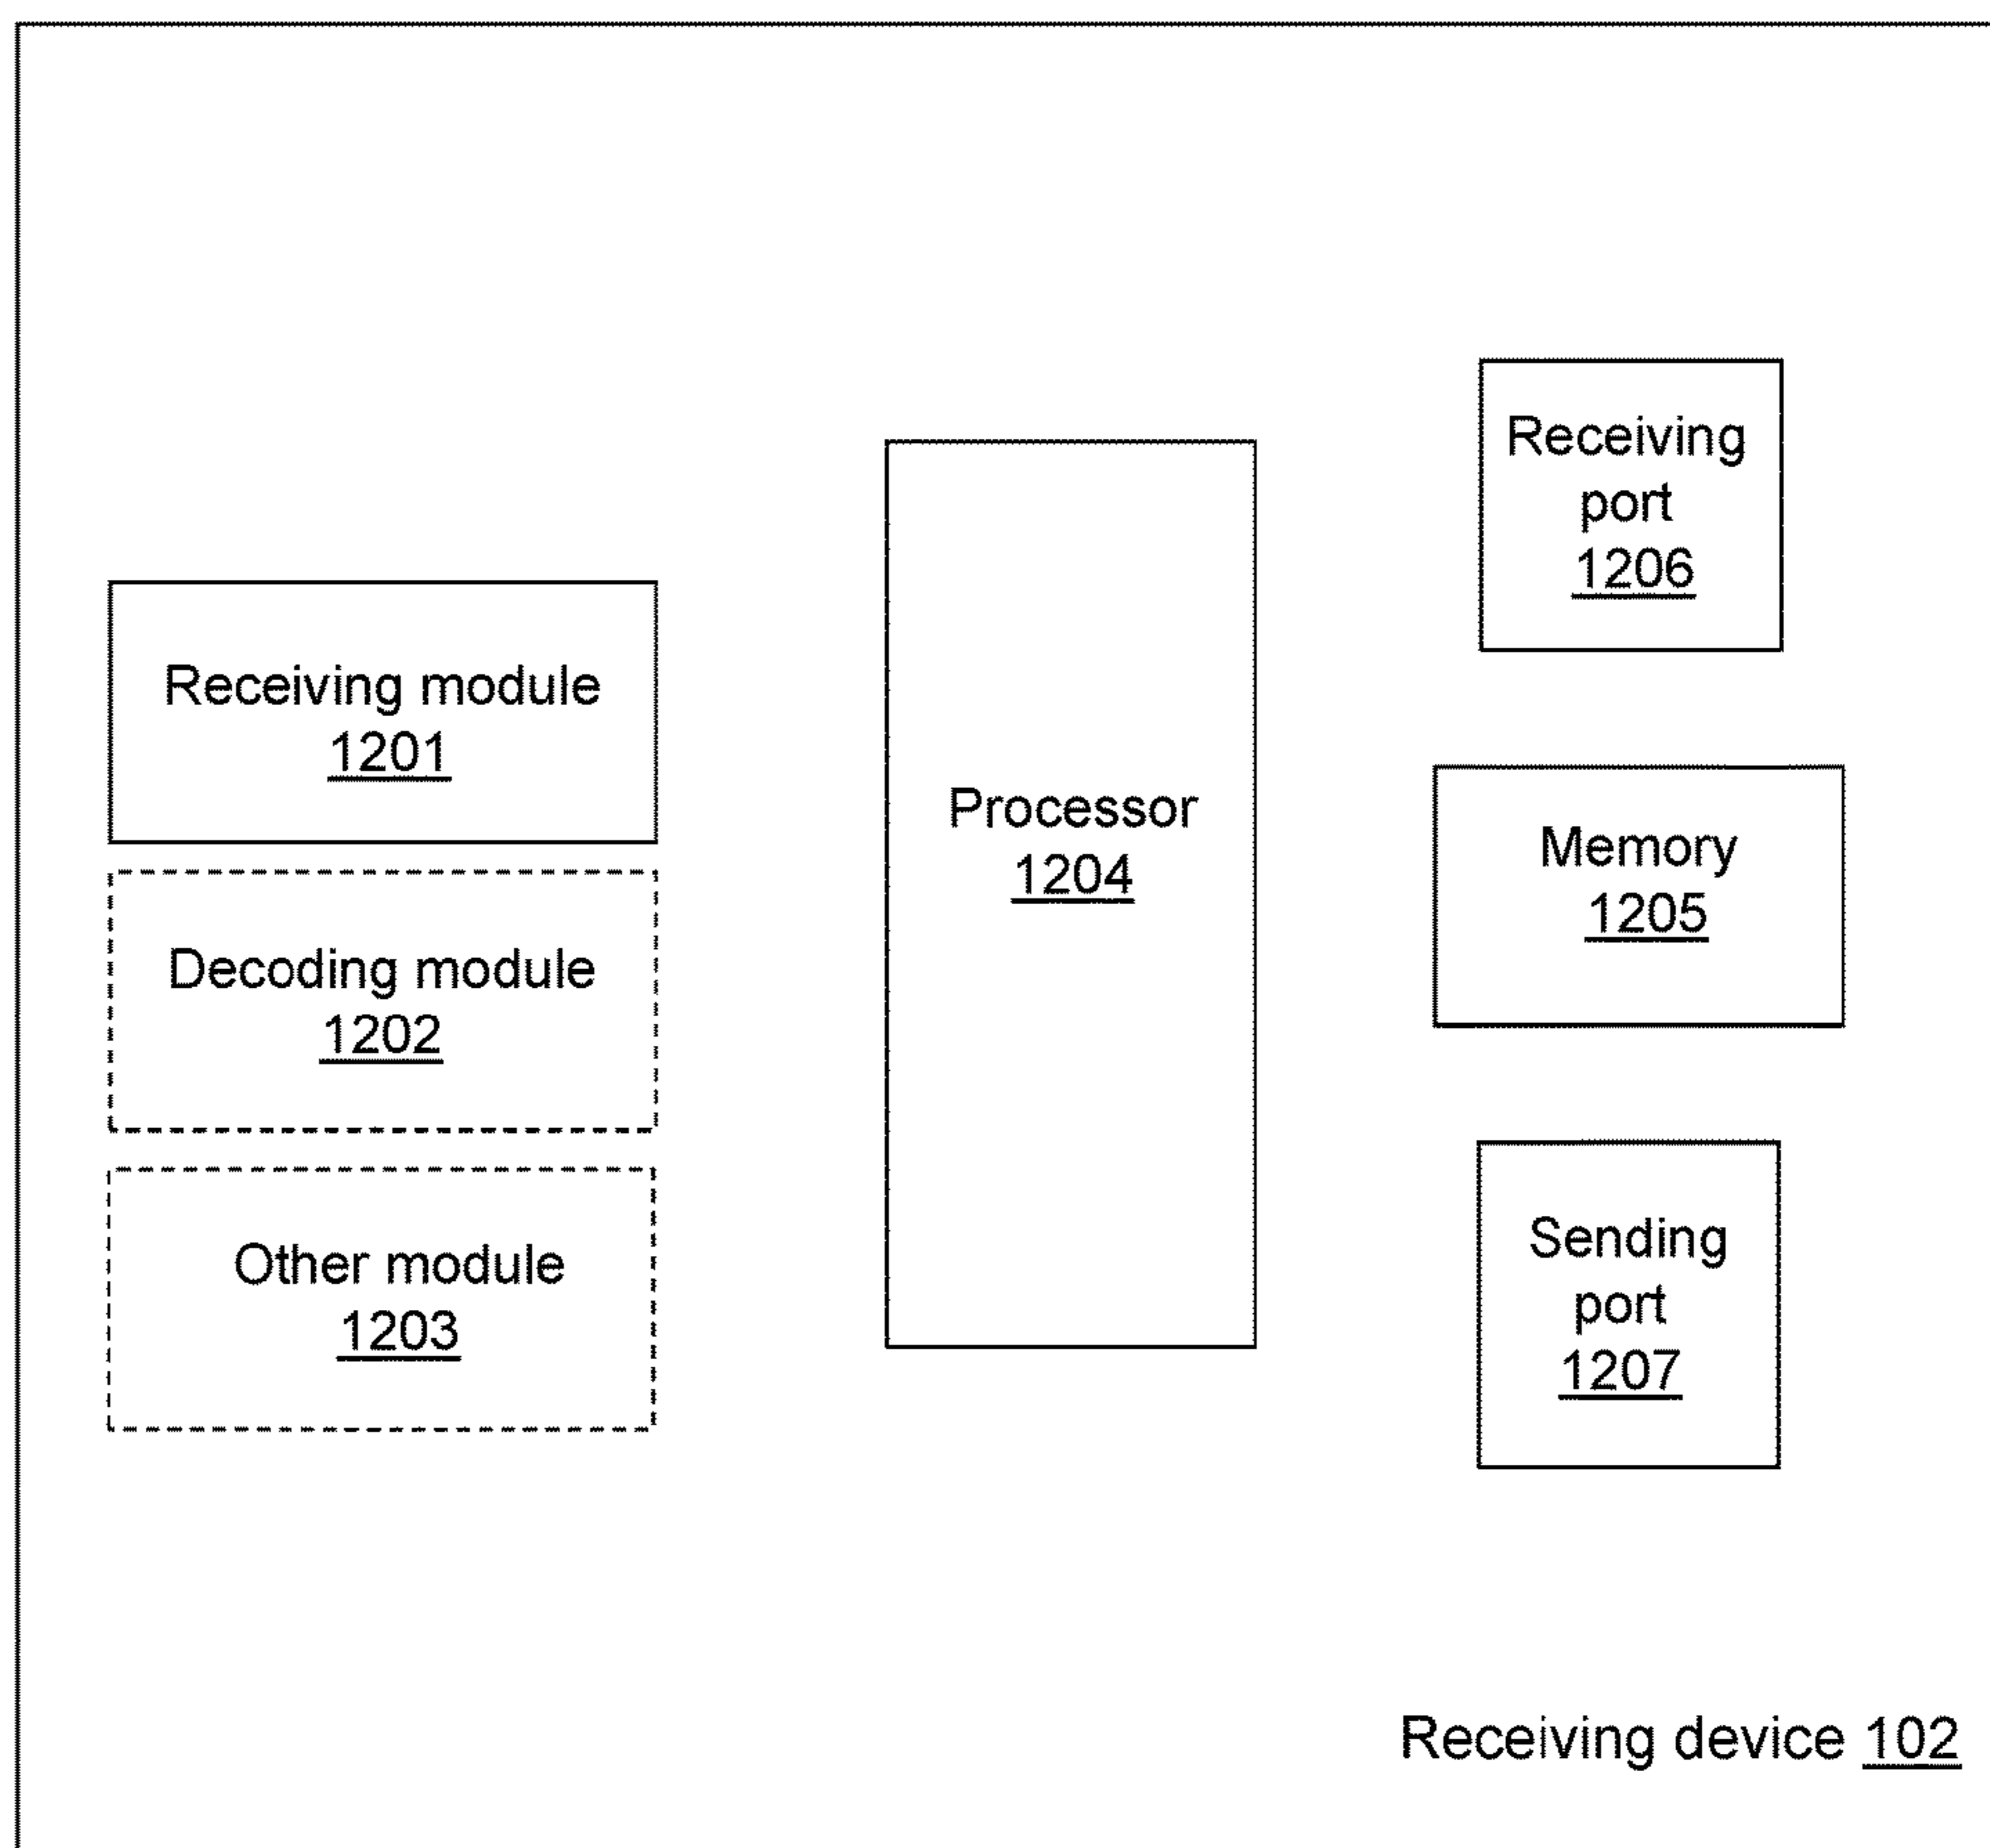 Receiving module
1201
Decoding module
1202
Other module
1203
Processor
1204
Receiving
port
1206
Memory
1205
Sending
port
1207
Receiving device 102